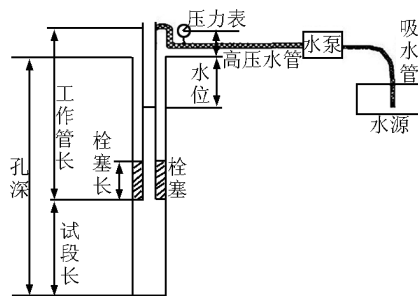 压力表
高压水管
水泵
吸水管
水源
水位
工作管长
栓塞长
栓塞
孔深
试段长